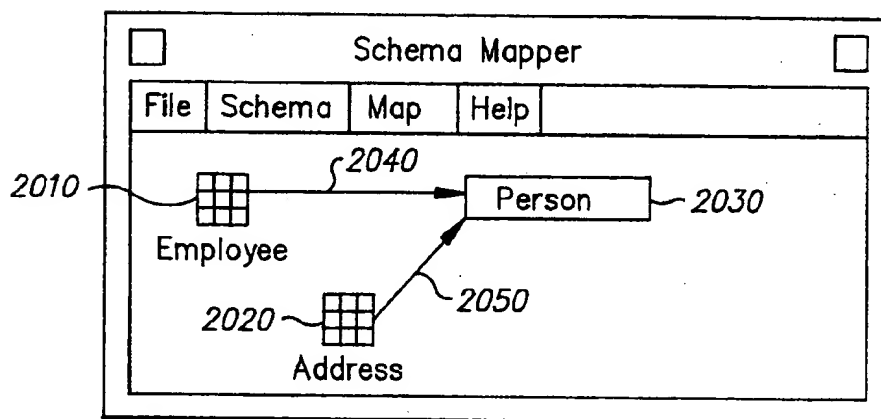 Schema Mapper
File Schema Map Help
2040
2010 Person 2030
Employee
2050
2020
Address